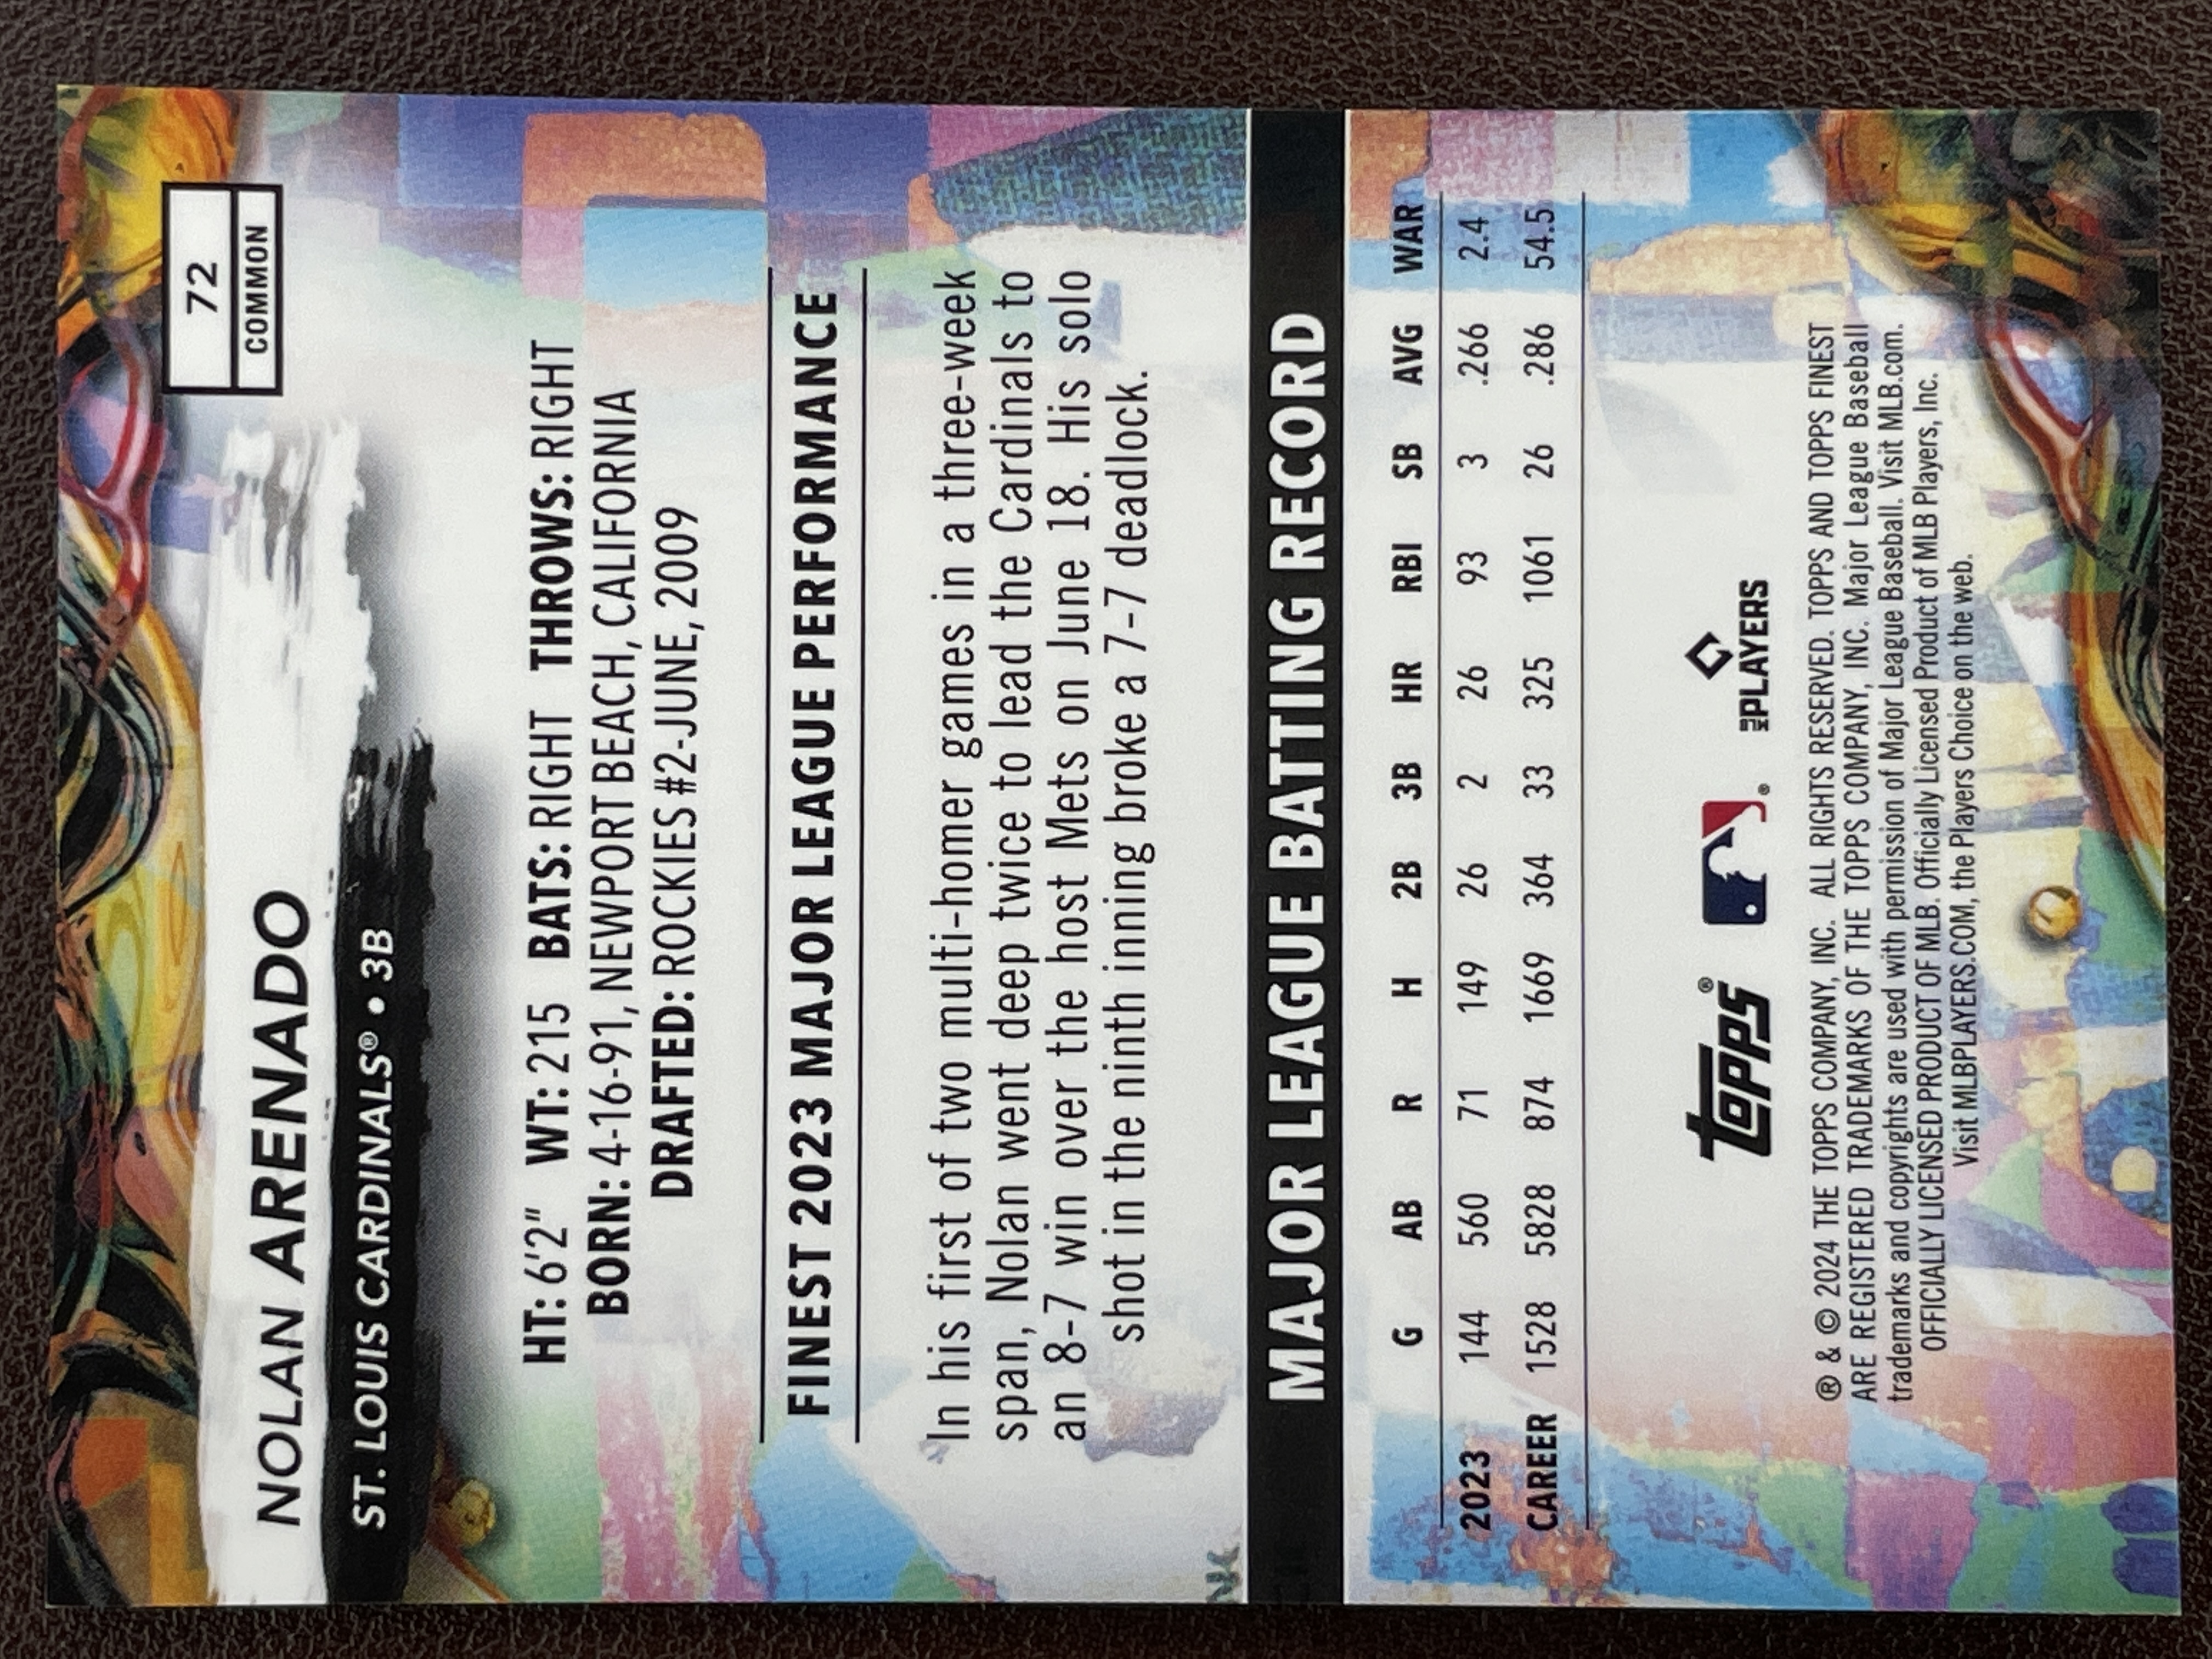 72
COMMON
NOLAN ARENADO
ST. LOUIS CARDINALS® • 3B
HT: 6'2" WT: 215 BATS: RIGHT THROWS: RIGHT
BORN: 4-16-91, NEWPORT BEACH, CALIFORNIA
DRAFTED: ROCKIES #2-JUNE, 2009
FINEST 2023 MAJOR LEAGUE PERFORMANCE
In his first of two multi-homer games in a three-week
span, Nolan went deep twice to lead the Cardinals to
an 8-7 win over the host Mets on June 18. His solo
shot in the ninth inning broke a 7-7 deadlock.
MAJOR LEAGUE BATTING RECORD
G AB R H 2B 3B HR RBI SB AVG WAR
2023 144 560 71 149 26 2 26 93 3 .266 2.4
CAREER 1528 5828 874 1669 364 33 325 1061 26 .286 54.5
topps® ® MLB PLAYERS
® & © 2024 THE TOPPS COMPANY, INC. ALL RIGHTS RESERVED. TOPPS AND TOPPS FINEST
ARE REGISTERED TRADEMARKS OF THE TOPPS COMPANY, INC. Major League Baseball
trademarks and copyrights are used with permission of Major League Baseball. Visit MLB.com.
OFFICIALLY LICENSED PRODUCT OF MLB. Officially Licensed Product of MLB Players, Inc.
Visit MLBPLAYERS.COM, the Players Choice on the web.